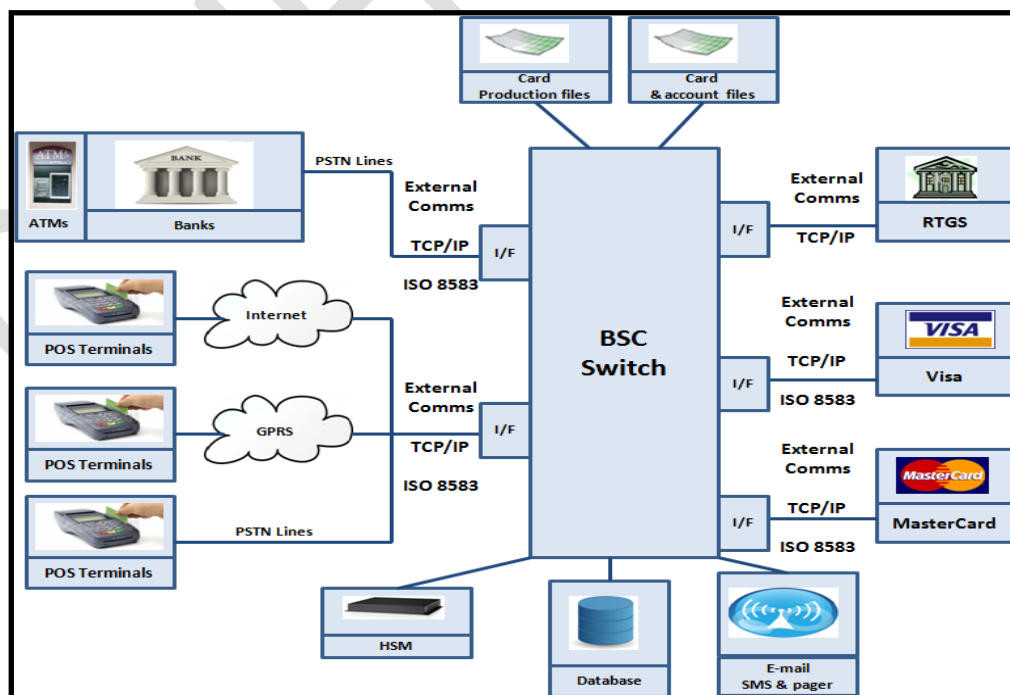 Card
Production files
Card
& account files
ATM
BANK
ATMs
Banks
PSTN Lines
External
Comms
TCP/IP
ISO 8583
I/F
POS Terminals
Internet
POS Terminals
GPRS
External
Comms
TCP/IP
ISO 8583
I/F
POS Terminals
PSTN Lines
BSC
Switch
I/F
External
Comms
TCP/IP
RTGS
I/F
External
Comms
TCP/IP
ISO 8583
VISA
Visa
I/F
External
Comms
TCP/IP
ISO 8583
MasterCard
MasterCard
HSM
Database
E-mail
SMS & pager